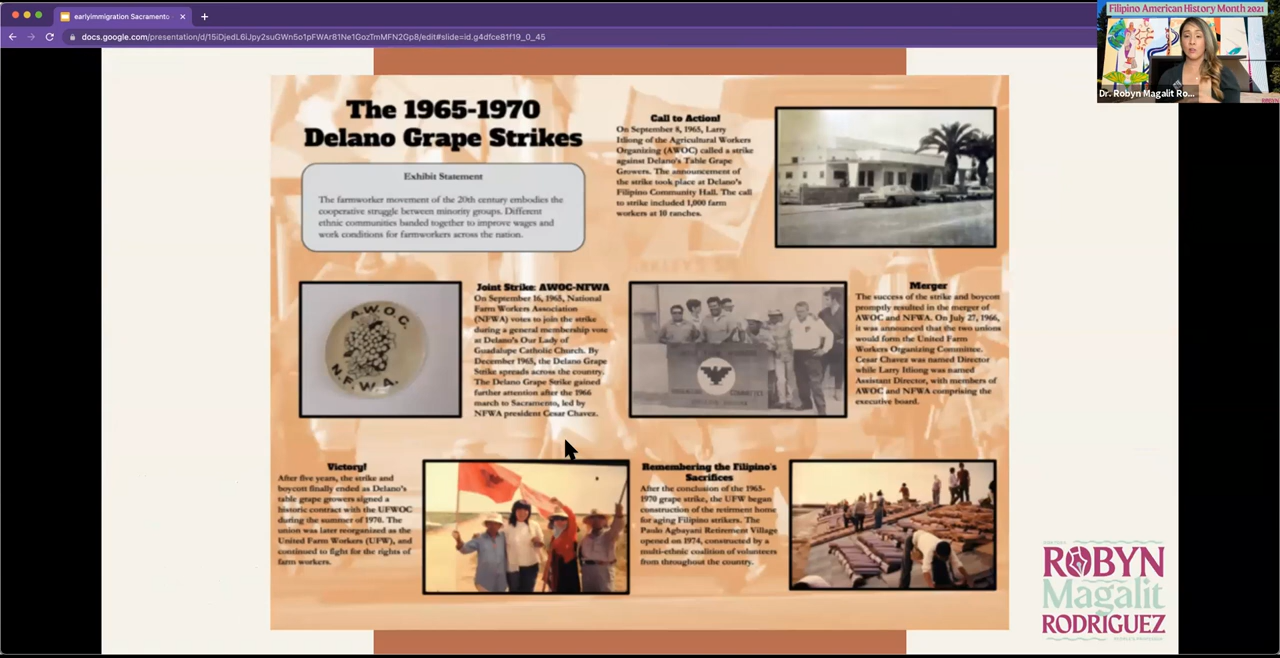 earlyimmigration Sacramento
docs.google.com/presentation/d/15iDjedL6iJpy2suGWn5o1pFWAr81Ne1GozTmMFN2Gp8/edit#slide=id.g4dfce81f19_0_45
Filipino American History Month 2021
Dr. Robyn Magalit Ro...
The 1965-1970
Delano Grape Strikes
Exhibit Statement
The farmworker movement of the 20th century embodies the
cooperative struggle between minority groups. Different
ethnic communities banded together to improve wages and
work conditions for farmworkers across the nation.
Call to Action!
On September 8, 1965, Larry
Itliong of the Agricultural Workers
Organizing (AWOC) called a strike
against Delano's Table Grape
Growers. The announcement of
the strike took place at Delano's
Filipino Community Hall. The call
to strike included 1,000 farm
workers at 10 ranches.
A.W.O.C.
N.F.W.A.
Joint Strike: AWOC-NFWA
On September 16, 1965, National
Farm Workers Association
(NFWA) votes to join the strike
during a general membership vote
at Delano's Our Lady of
Guadalupe Catholic Church. By
December 1965, the Delano Grape
Strike spreads across the country.
The Delano Grape Strike gained
further attention after the 1966
march to Sacramento, led by
NFWA president Cesar Chavez.
Merger
The success of the strike and boycott
promptly resulted in the merger of
AWOC and NFWA. On July 27, 1966,
it was announced that the two unions
would form the United Farm
Workers Organizing Committee.
Cesar Chavez was named Director
while Larry Itliong was named
Assistant Director, with members of
AWOC and NFWA comprising the
executive board.
Victory!
After five years, the strike and
boycott finally ended as Delano's
table grape growers signed a
historic contract with the UFWOC
during the summer of 1970. The
union was later reorganized as the
United Farm Workers (UFW), and
continued to fight for the rights of
farm workers.
Remembering the Filipino's
Sacrifices
After the conclusion of the 1965-
1970 grape strike, the UFW began
construction of the retirment home
for aging Filipino strikers. The
Paolo Agbayani Retirement Village
opened on 1974, constructed by a
multi-ethnic coalition of volunteers
from throughout the country.
ROBYN
Magalit
RODRIGUEZ